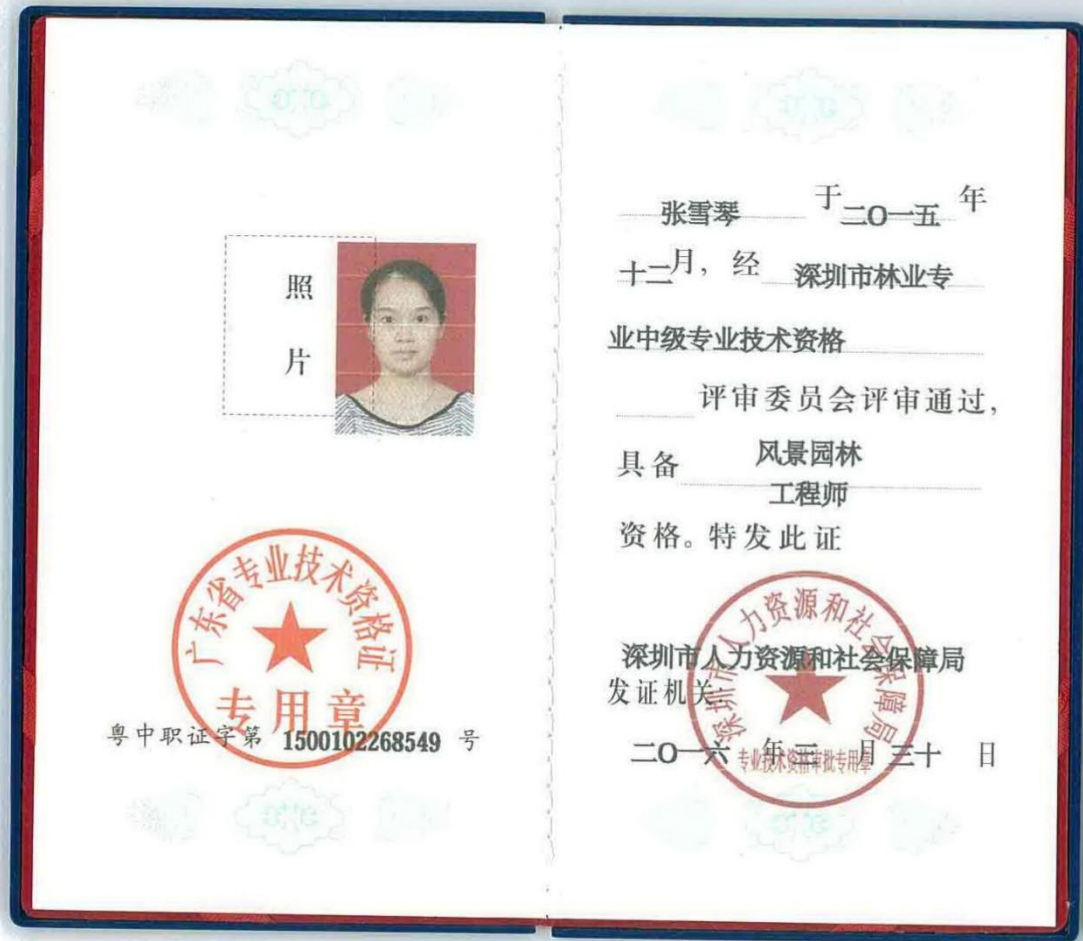 照
片
广东省专业技术资格证
专用章
粤中职证字第 1500102268549 号
张雪琴 于二〇一五 年
十二月，经 深圳市林业专
业中级专业技术资格
评审委员会评审通过，
具备 风景园林
工程师
资格。特发此证
深圳市人力资源和社会保障局
深圳市人力资源和社会保障局
发证机关：
二〇一六 年 三 月 三十 日
专业技术资格审批专用章